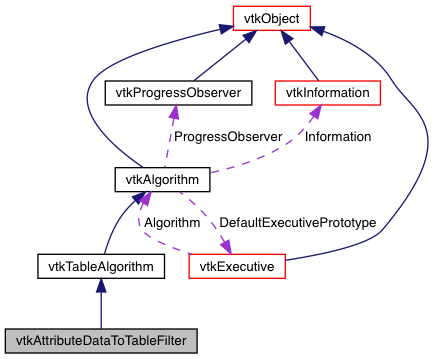 vtkObject
vtkProgressObserver
vtkInformation
ProgressObserver
Information
vtkAlgorithm
Algorithm
DefaultExecutivePrototype
vtkTableAlgorithm
vtkExecutive
vtkAttributeDataToTableFilter